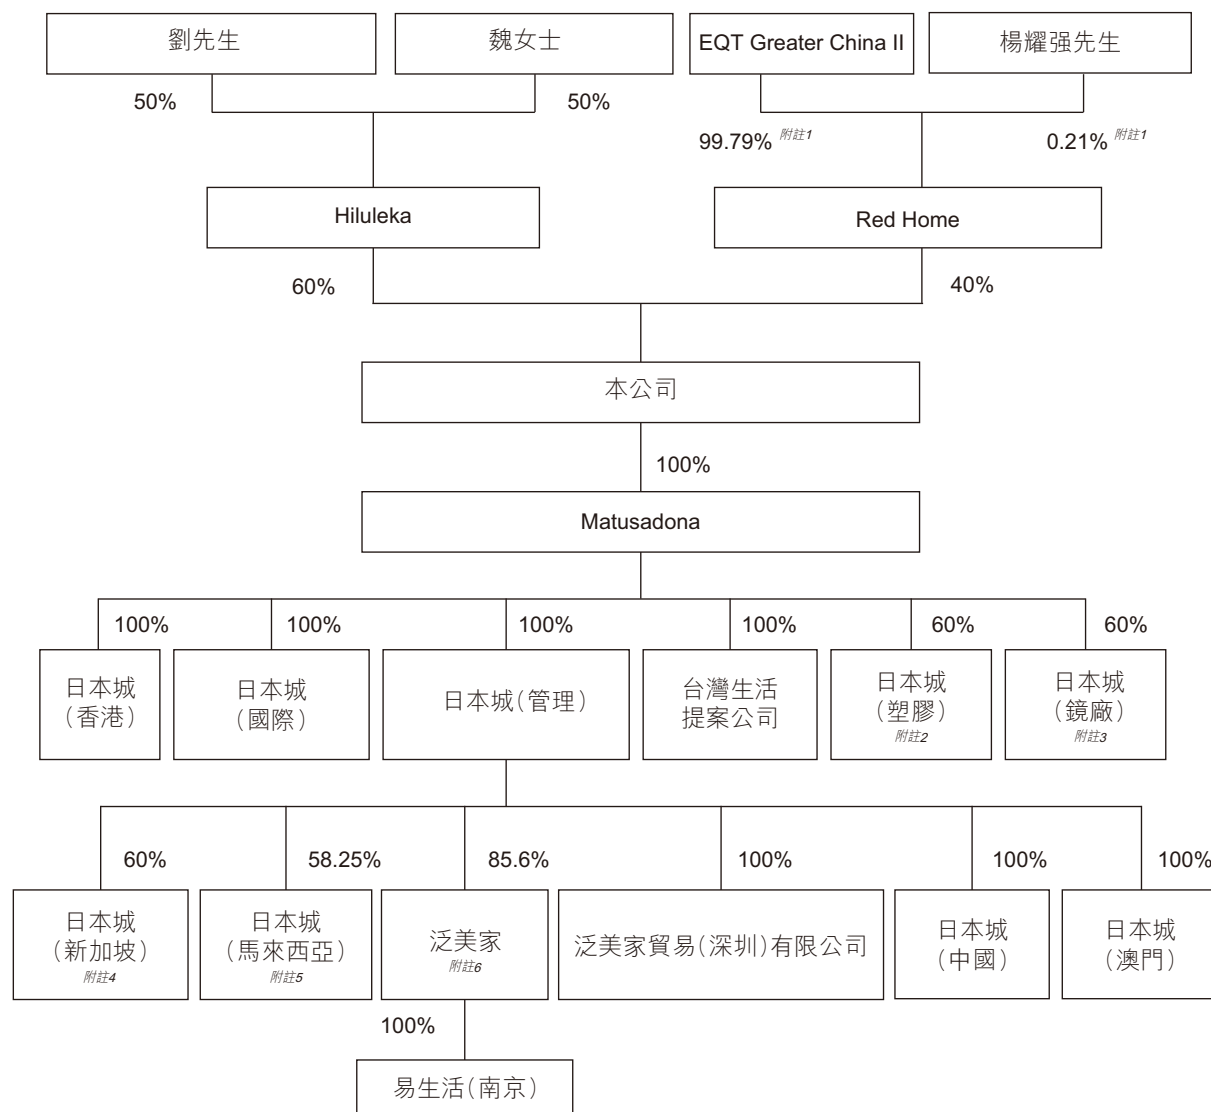 劉先生
魏女士
EQT Greater China II
楊耀强先生
50%
50%
99.79% 附註1
0.21% 附註1
Hiluleka
Red Home
60%
40%
本公司
100%
Matusadona
100%
100%
100%
100%
60%
60%
日本城
(香港)
日本城
(國際)
日本城(管理)
台灣生活
提案公司
日本城
(塑膠)
附註2
日本城
(鏡廠)
附註3
60%
58.25%
85.6%
100%
100%
100%
日本城
(新加坡)
附註4
日本城
(馬來西亞)
附註5
泛美家
附註6
泛美家貿易(深圳)有限公司
日本城
(中國)
日本城
(澳門)
100%
易生活(南京)